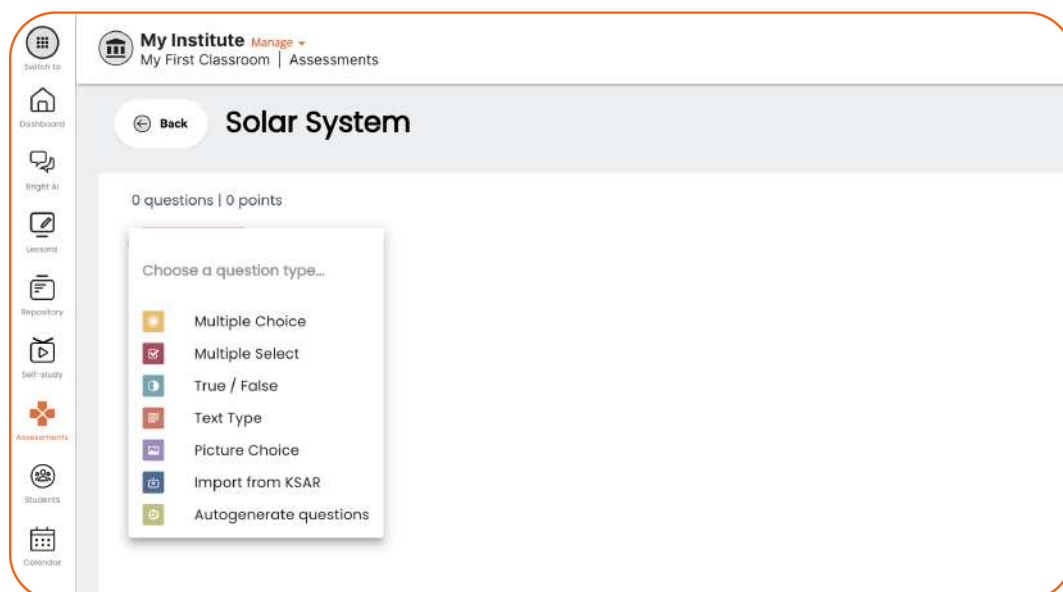 Switch to
Dashboard
Bright AI
Lessons
Repository
Self-study
Assessments
Students
Calendar
My Institute Manage
My First Classroom | Assessments
Back
Solar System
0 questions | 0 points
Choose a question type...
Multiple Choice
Multiple Select
True / False
Text Type
Picture Choice
Import from KSAR
Autogenerate questions